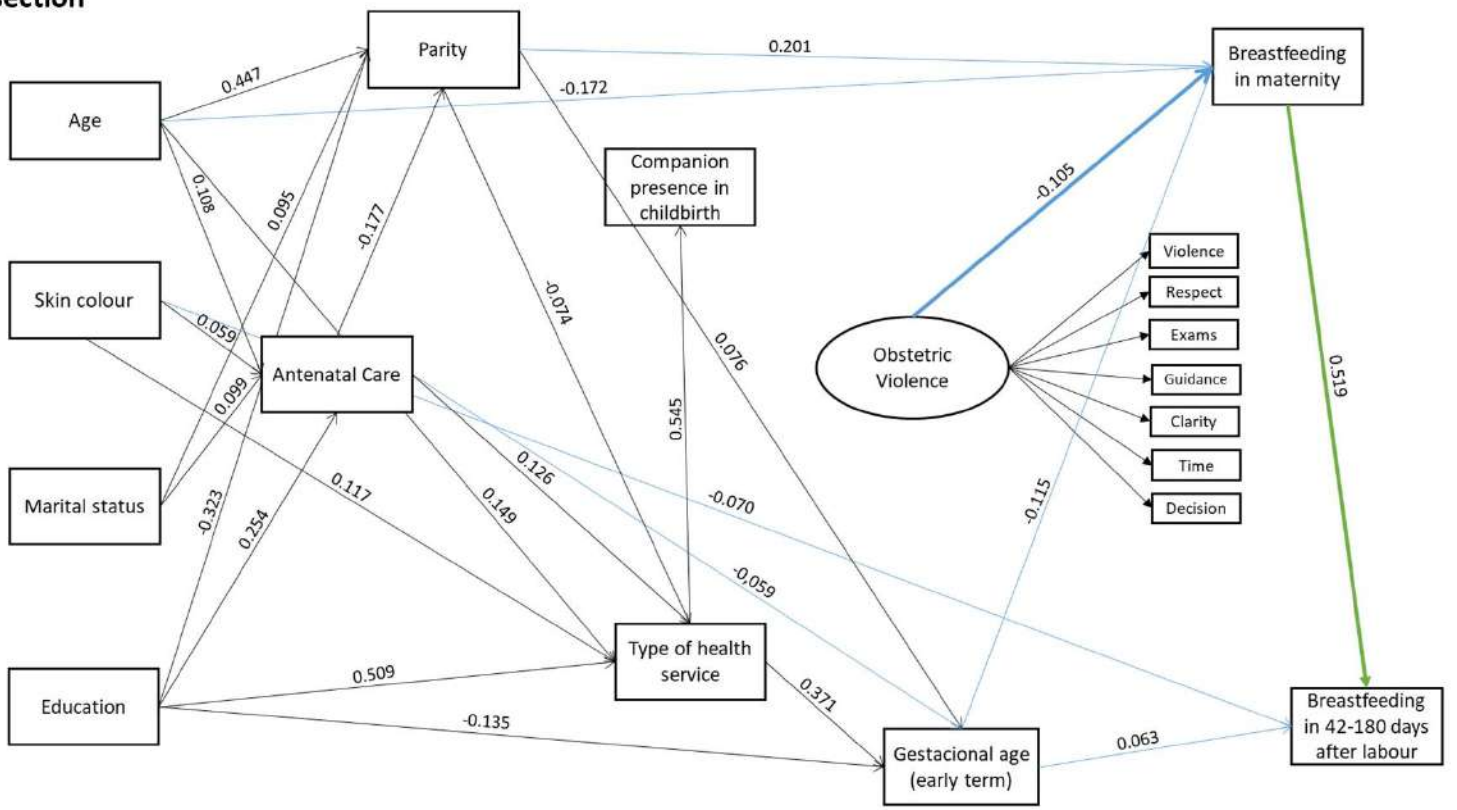 Parity
Breastfeeding
in maternity
0.201
-0.172
0.447
Age
Companion
presence in
childbirth
0.108
0.095
-0.177
-0.105
Violence
Respect
Exams
Guidance
Clarity
Time
Decision
Obstetric
Violence
Skin colour
0.059
-0.074
0.076
0.519
Antenatal Care
0.099
0.545
0.126
0.149
0.117
-0.070
-0.115
Marital status
-0.323
0.254
-0,059
Type of health
service
0.509
0.371
Education
-0.135
Gestacional age
(early term)
0.063
Breastfeeding
in 42-180 days
after labour